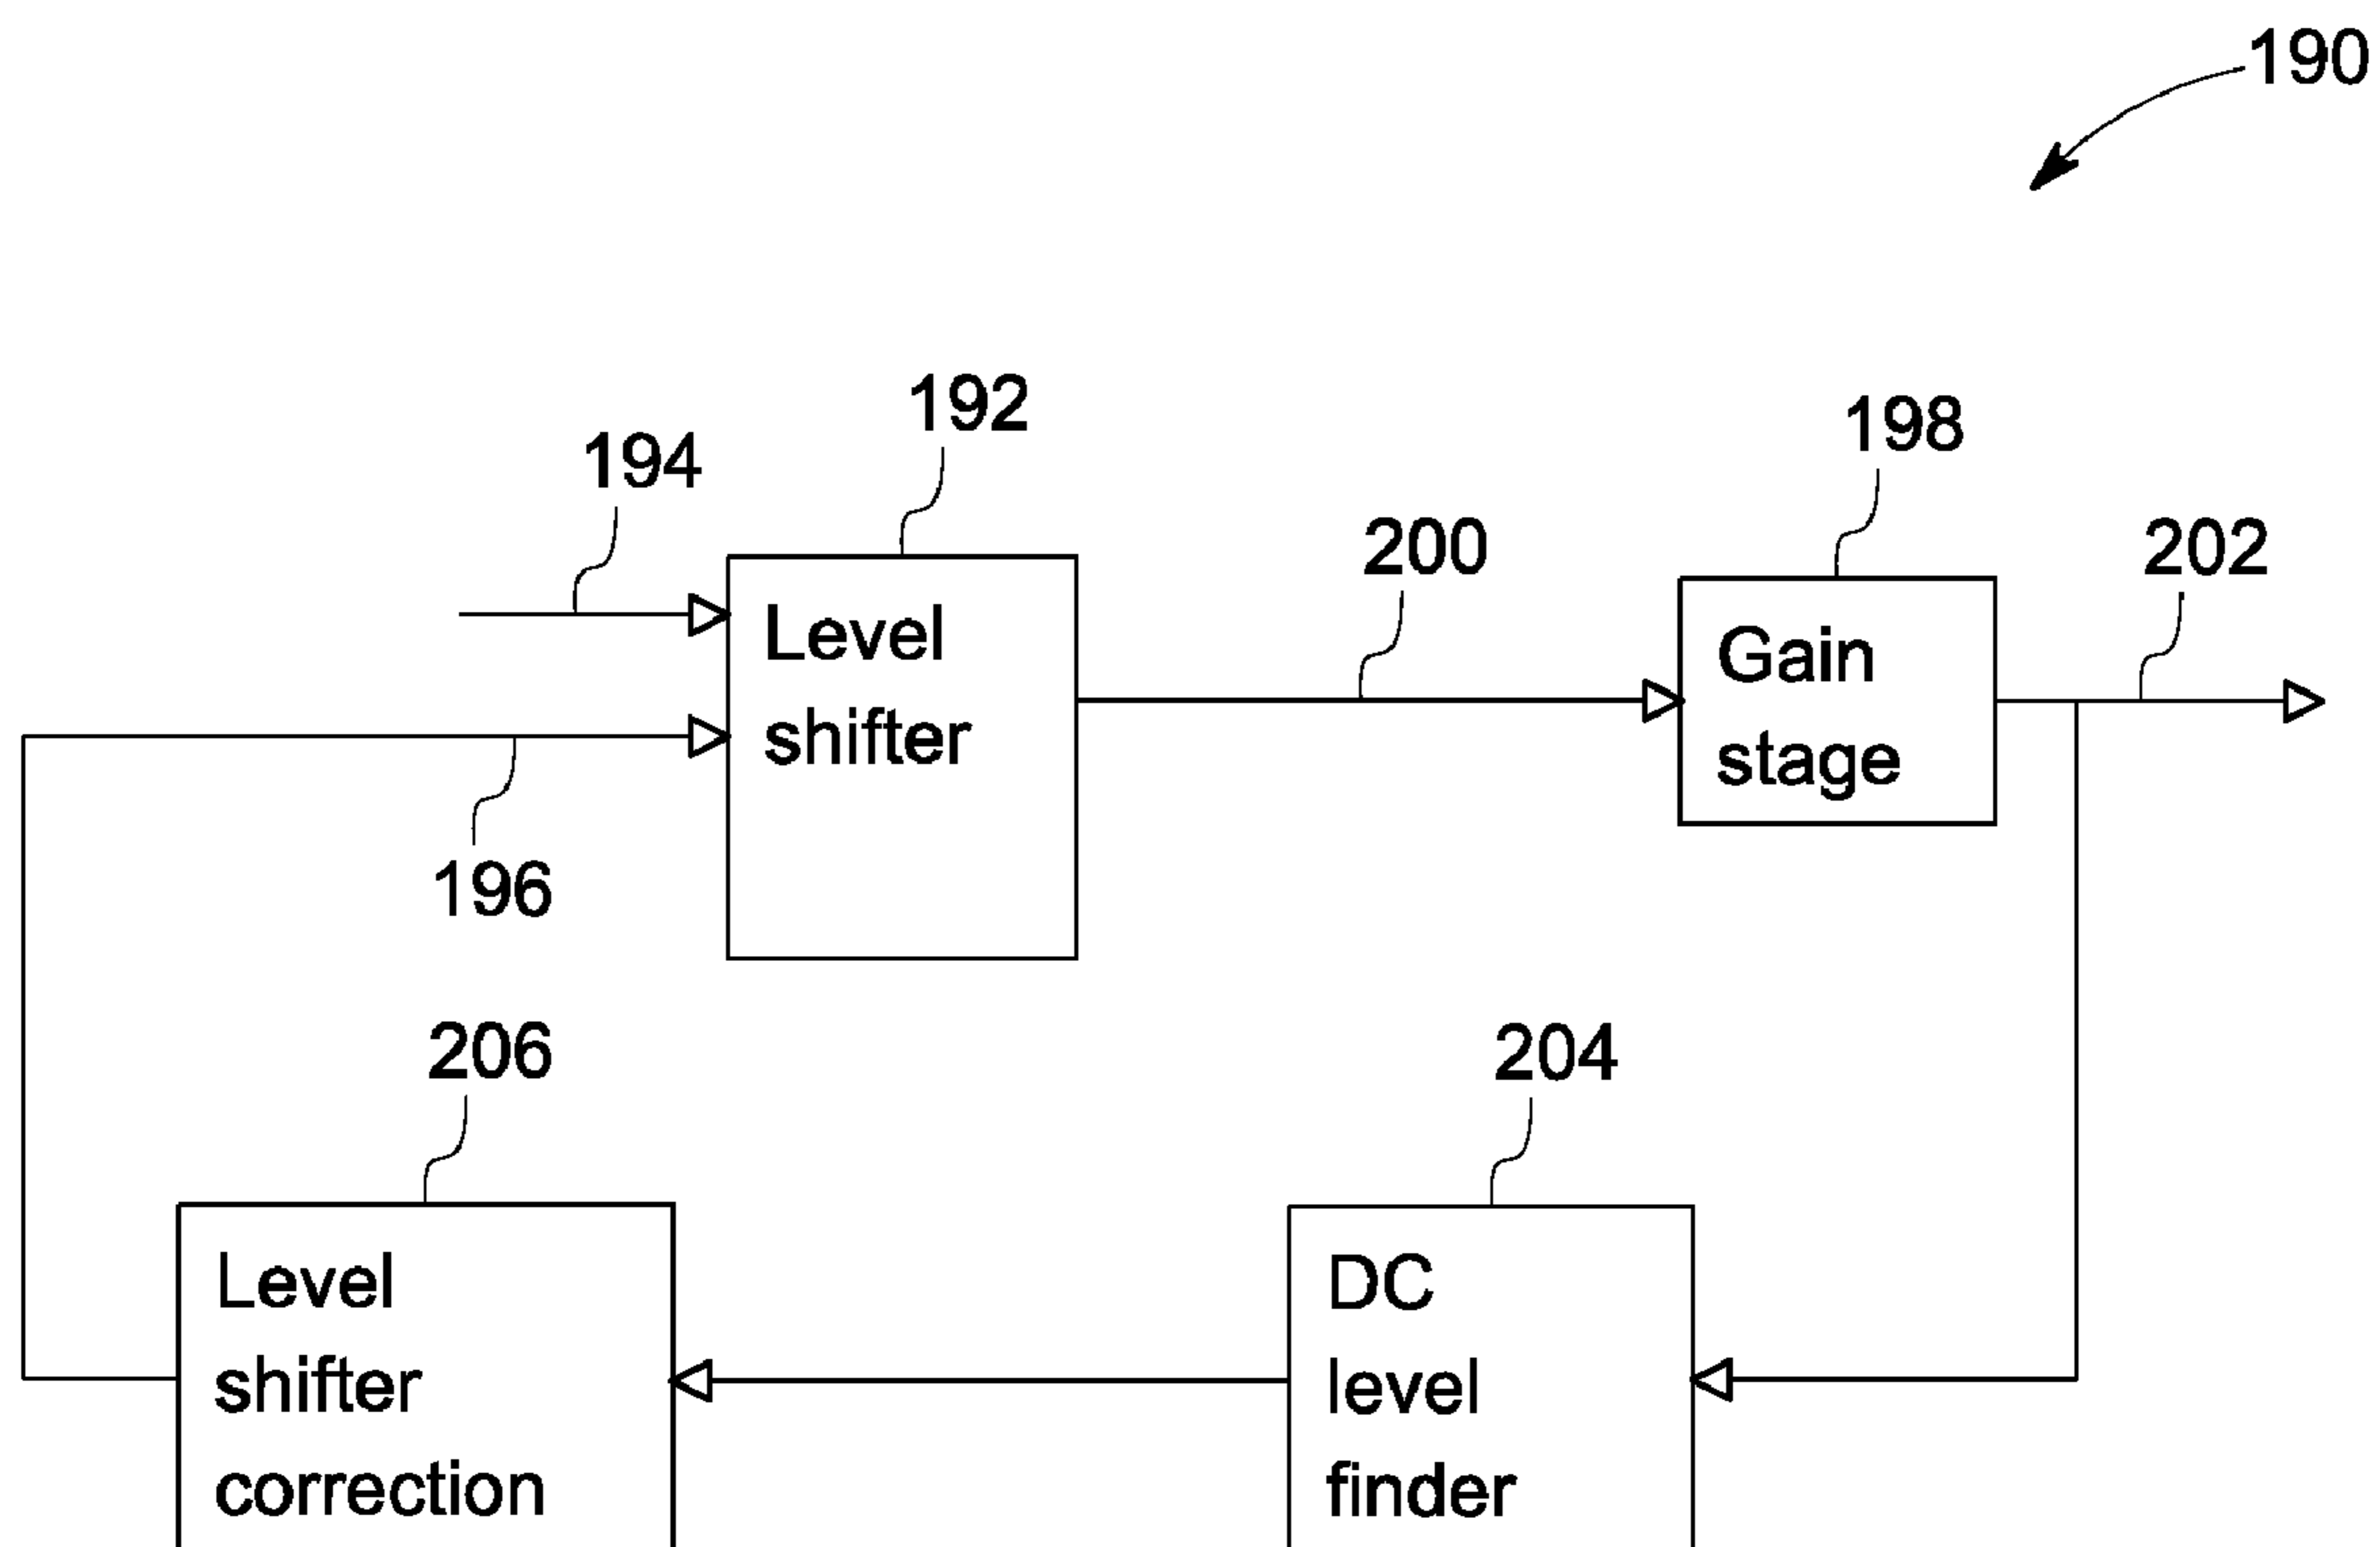 190
192
194
198
200
202
Level
shifter
Gain
stage
196
206
204
Level
shifter
correction
DC
level
finder